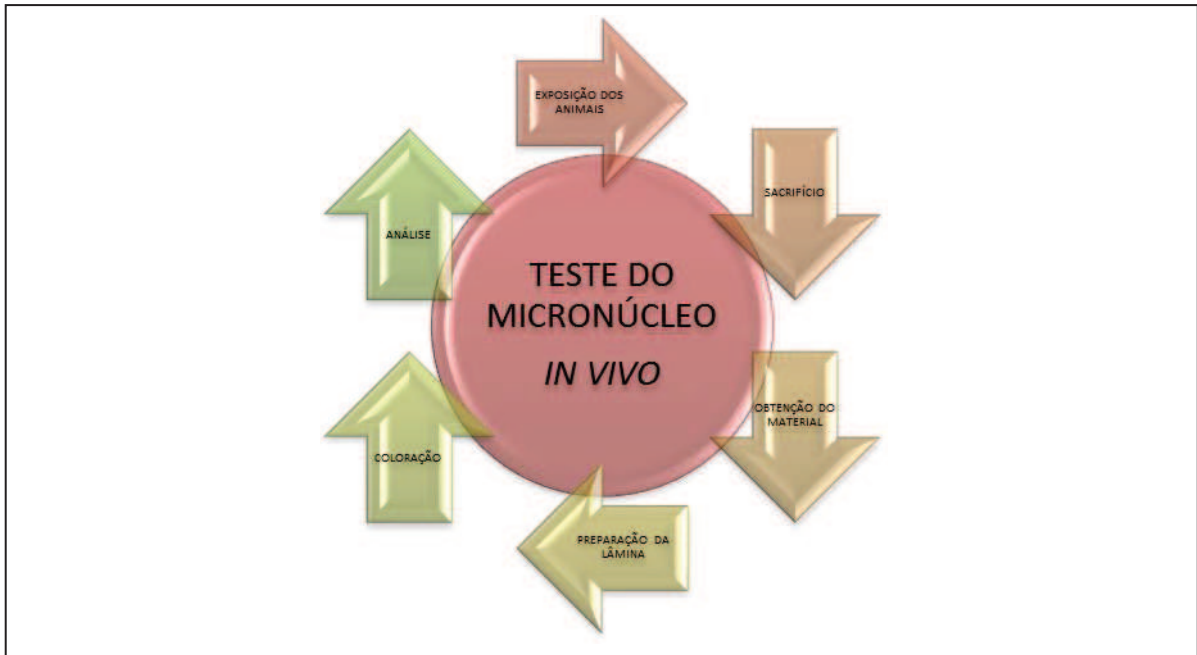 EXPOSIÇÃO DOS
ANIMAIS
SACRIFÍCIO
OBTENÇÃO DO
MATERIAL
PREPARAÇÃO DA
LÂMINA
COLORAÇÃO
ANÁLISE
TESTE DO
MICRONÚCLEO
IN VIVO